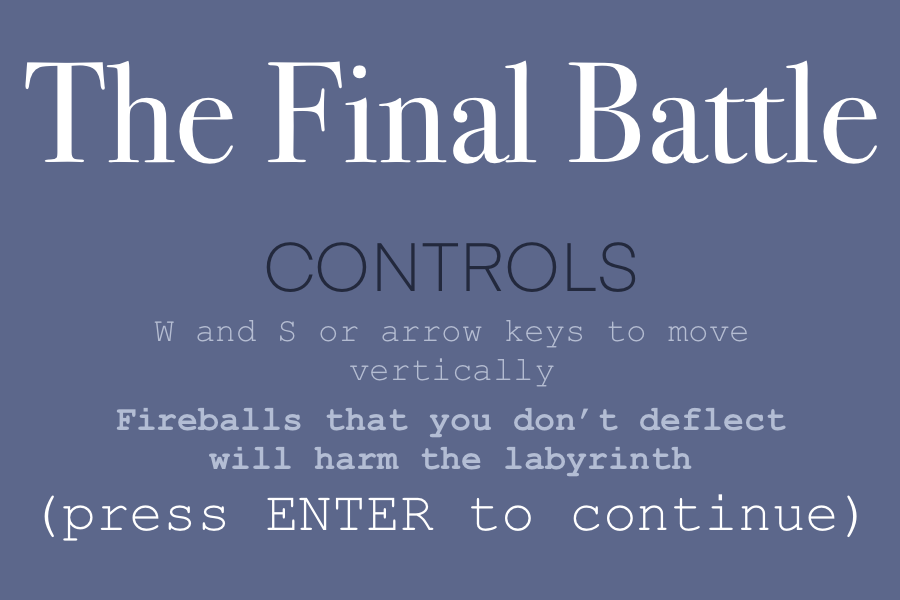 The Final Battle
CONTROLS
W and S or arrow keys to move
vertically
Fireballs that you don’t deflect
will harm the labyrinth
(press ENTER to continue)